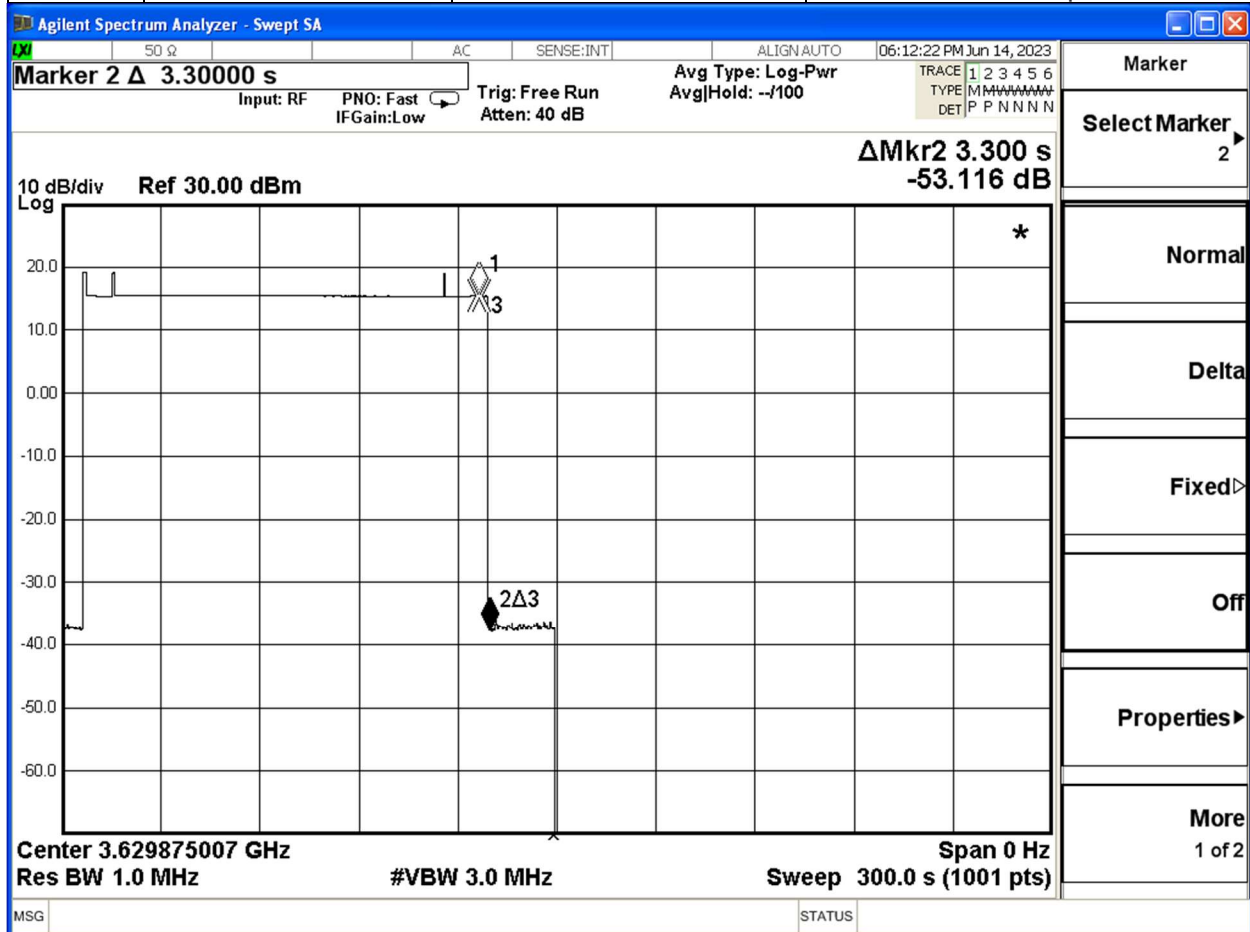 Agilent Spectrum Analyzer - Swept SA
LXI 50 Ω AC SENSE:INT ALIGN AUTO 06:12:22 PM Jun 14, 2023
Marker 2 Δ 3.30000 s
Input: RF PNO: Fast Trig: Free Run Avg Type: Log-Pwr TRACE 1 2 3 4 5 6
IFGain:Low Atten: 40 dB Avg|Hold: --/100 TYPE M M W W W W
DET P P N N N N
ΔMkr2 3.300 s
-53.116 dB
10 dB/div Ref 30.00 dBm
Log
20.0
10.0
0.00
-10.0
-20.0
-30.0
-40.0
-50.0
-60.0
*
1
3
2Δ3
Center 3.629875007 GHz Span 0 Hz
Res BW 1.0 MHz #VBW 3.0 MHz Sweep 300.0 s (1001 pts)
MSG STATUS
Marker
Select Marker
2
Normal
Delta
Fixed
Off
Properties
More
1 of 2